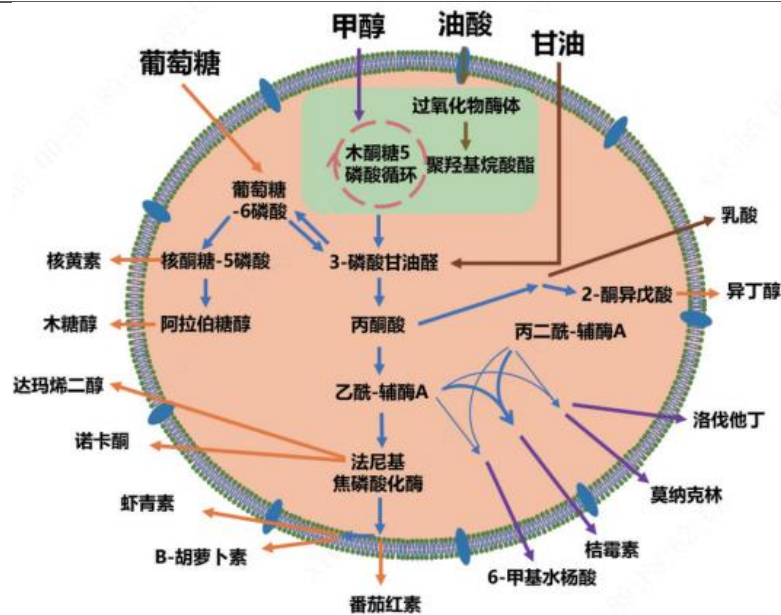 甲醇
油酸
甘油
葡萄糖
过氧化物酶体
木酮糖5
磷酸循环
聚羟基烷酸酯
葡萄糖
-6磷酸
乳酸
核黄素
核酮糖-5磷酸
3-磷酸甘油醛
2-酮异戊酸
异丁醇
木糖醇
阿拉伯糖醇
丙酮酸
丙二酰-辅酶A
达玛烯二醇
乙酰-辅酶A
洛伐他丁
诺卡酮
法尼基
焦磷酸化酶
莫纳克林
虾青素
桔霉素
B-胡萝卜素
6-甲基水杨酸
番茄红素